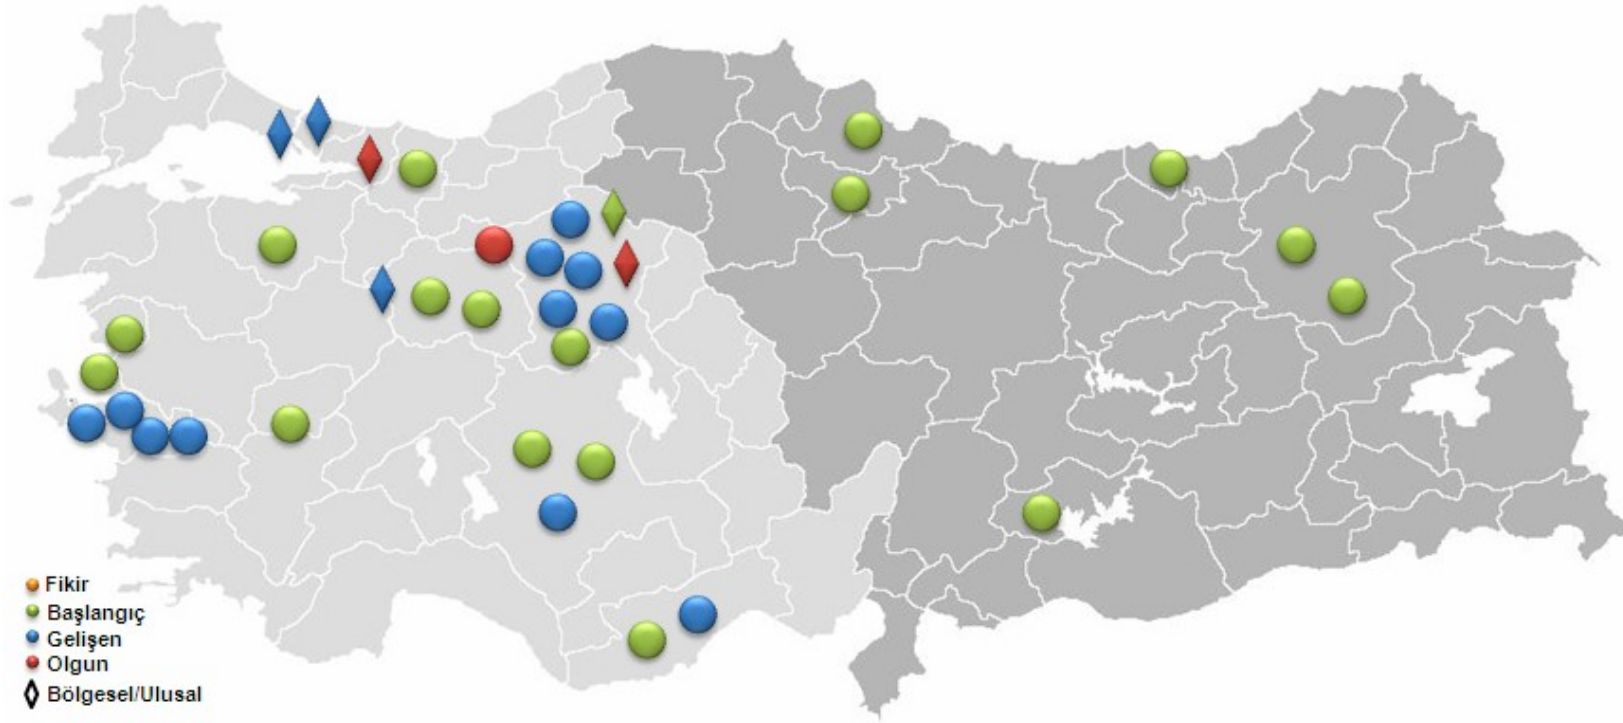 Fikir
Başlangıç
Gelişen
Olgun
Bölgesel/Ulusal